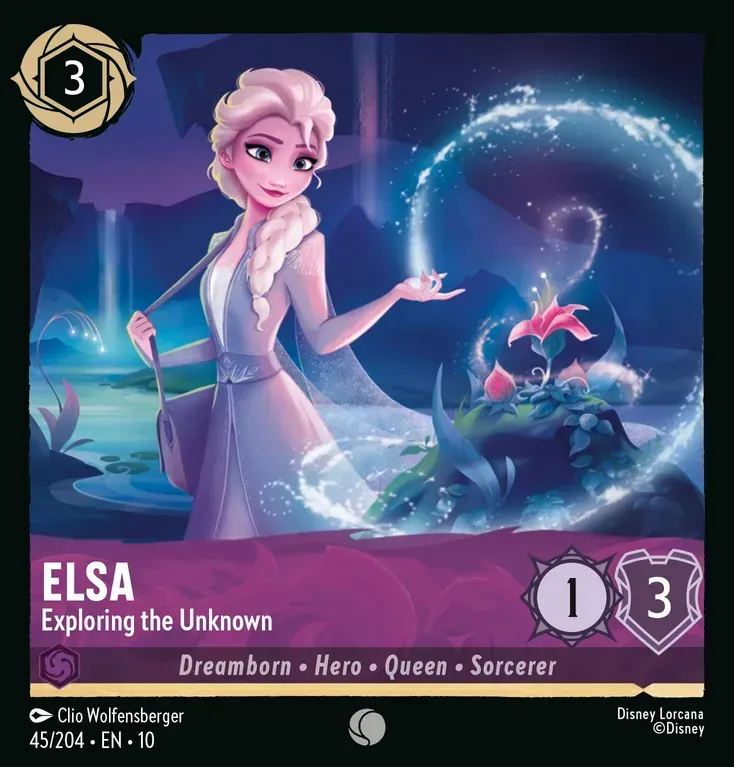 3
ELSA
Exploring the Unknown
1
3
Dreamborn • Hero • Queen • Sorcerer
Clio Wolfensberger
Disney Lorcana
45/204 • EN • 10
©Disney